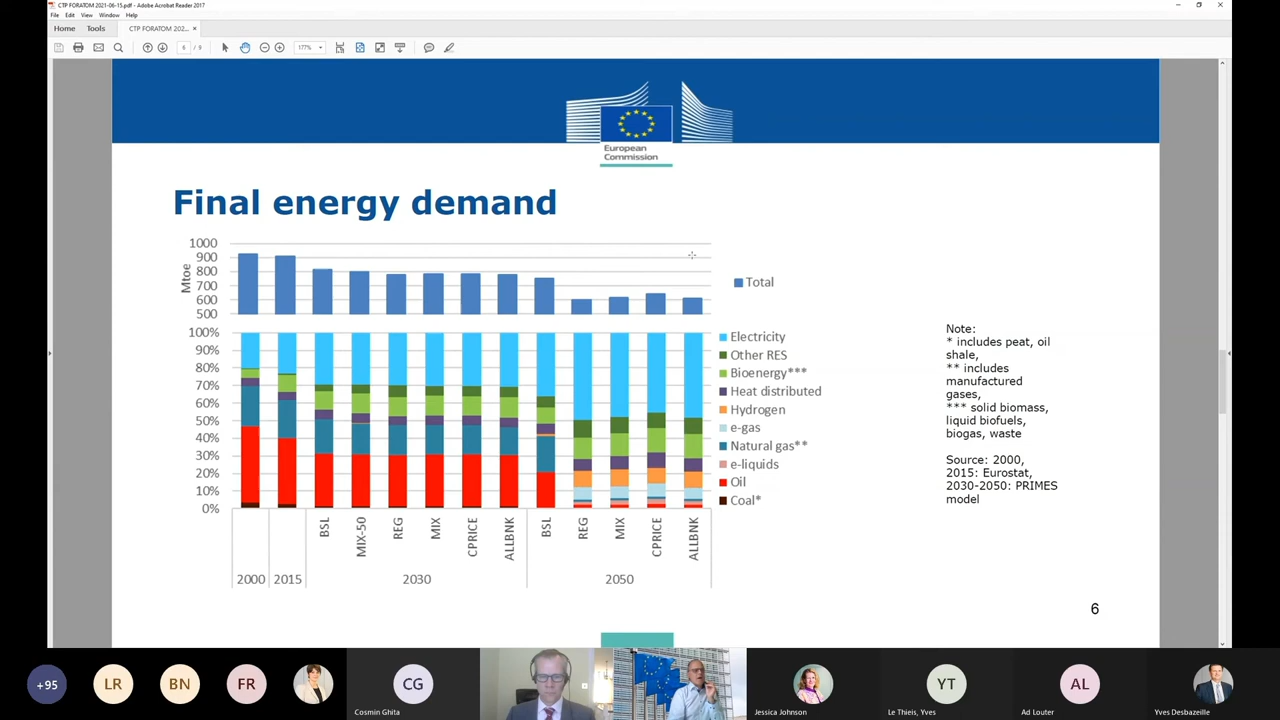 CTP FORATOM 2021-06-15.pdf - Adobe Acrobat Reader 2017
File Edit View Window Help
Home Tools CTP FORATOM 202... ×
6 / 9 177%
European
Commission
Final energy demand
Mtoe
1000
900
800
700
600
500
Total
100%
90%
80%
70%
60%
50%
40%
30%
20%
10%
0%
Electricity
Other RES
Bioenergy***
Heat distributed
Hydrogen
e-gas
Natural gas**
e-liquids
Oil
Coal*
BSL MIX-50 REG MIX CPRICE ALLBNK BSL REG MIX CPRICE ALLBNK
2000 2015 2030 2050
Note:
* includes peat, oil
shale,
** includes
manufactured
gases,
*** solid biomass,
liquid biofuels,
biogas, waste
Source: 2000,
2015: Eurostat,
2030-2050: PRIMES
model
6
+95 LR BN FR CG YT AL
Cosmin Ghita Jessica Johnson Le Thieis, Yves Ad Louter Yves Desbazeille